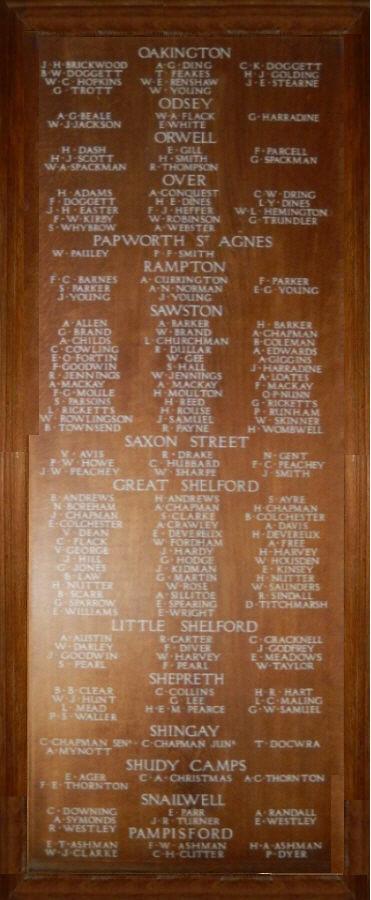 OAKINGTON
J·H·BRICKWOOD A·G·DING C·K·DOGGETT
B·W·DOGGETT T·FEAKES H·J·GOLDING
W·C·HOPKINS W·E·RENSHAW J·E·STEARNE
G·TROTT W·YOUNG
ODSEY
A·G·BEALE W·A·FLACK G·HARRADINE
W·J·JACKSON E·WHITE
ORWELL
H·DASH E·GILL F·PARCELL
H·J·SCOTT H·SMITH G·SPACKMAN
W·A·SPACKMAN R·THOMPSON
OVER
H·ADAMS A·CONQUEST C·W·DRING
F·DOGGETT H·E·DINES L·Y·DINES
J·H·EASTER F·J·HEFFER W·L·HEMINGTON
F·W·KIRBY W·ROBINSON G·TRUNDLER
S·WHYBROW A·WEBSTER
PAPWORTH ST AGNES
W·PAULEY P·F·SMITH
RAMPTON
F·C·BARNES A·CURRINGTON F·PARKER
S·PARKER A·N·NORMAN E·G·YOUNG
J·YOUNG J·YOUNG
SAWSTON
A·ALLEN A·BARKER H·BARKER
G·BRAND W·BRAND A·CHAPMAN
A·CHILDS L·CHURCHMAN B·COLEMAN
C·COWLING R·DULLAR A·EDWARDS
E·O·FORTIN W·GEE A·GIGGINS
F·GOODWIN S·HALL J·HARRADINE
R·JENNINGS W·JENNINGS A·LOATES
A·MACKAY A·MACKAY F·MACKAY
F·G·MOULE H·MOULTON O·P·NUNN
S·PARSONS H·REED G·RICKETTS
L·RICKETTS H·ROUSE P·RUNHAM
W·ROWLINGSON J·SAMUEL W·SKINNER
B·TOWNSEND R·PAYNE H·WOMBWELL
SAXON STREET
V·AVIS R·DRAKE N·GENT
P·W·HOWE C·HUBBARD F·C·PEACHEY
J·W·PEACHEY W·SHARPE J·SMITH
GREAT SHELFORD
B·ANDREWS H·ANDREWS S·AYRE
N·BOREHAM A·CHAPMAN H·CHAPMAN
J·CHAPMAN S·CLARKE B·COLCHESTER
E·COLCHESTER A·CRAWLEY A·DAVIS
V·DEAN E·DEVEREUX H·DEVEREUX
C·FLACK W·FORDHAM A·FREE
V·GEORGE J·HARDY H·HARVEY
J·HILL G·HODGE W·HOUSDEN
G·JONES J·KIDMAN E·KINSEY
B·LAW G·MARTIN H·NUTTER
H·NUTTER W·ROSE W·SAUNDERS
B·SCARR A·SILLITOE R·SINDALL
G·SPARROW E·SPEARING D·TITCHMARSH
E·WILLIAMS E·WRIGHT
LITTLE SHELFORD
A·AUSTIN R·CARTER C·CRACKNELL
W·DARLEY F·DIVER J·GODFREY
J·GOODWIN W·HARVEY E·MEADOWS
S·PEARL F·PEARL W·TAYLOR
SHEPRETH
B·B·CLEAR C·COLLINS H·R·HART
W·J·HUNT G·LEE L·C·MALING
L·MEAD H·E·M·PEARCE G·W·SAMUEL
P·S·WALLER
SHINGAY
C·CHAPMAN SENR· C·CHAPMAN JUNR T·DOCWRA
A·MYNOTT
SHUDY CAMPS
E·AGER C·A·CHRISTMAS A·C·THORNTON
F·E·THORNTON
SNAILWELL
C·DOWNING E·PARR A·RANDALL
A·SYMONDS J·R·TURNER E·WESTLEY
R·WESTLEY
PAMPISFORD
E·T·ASHMAN F·W·ASHMAN H·A·ASHMAN
W·J·CLARKE C·H·CUTTER P·DYER